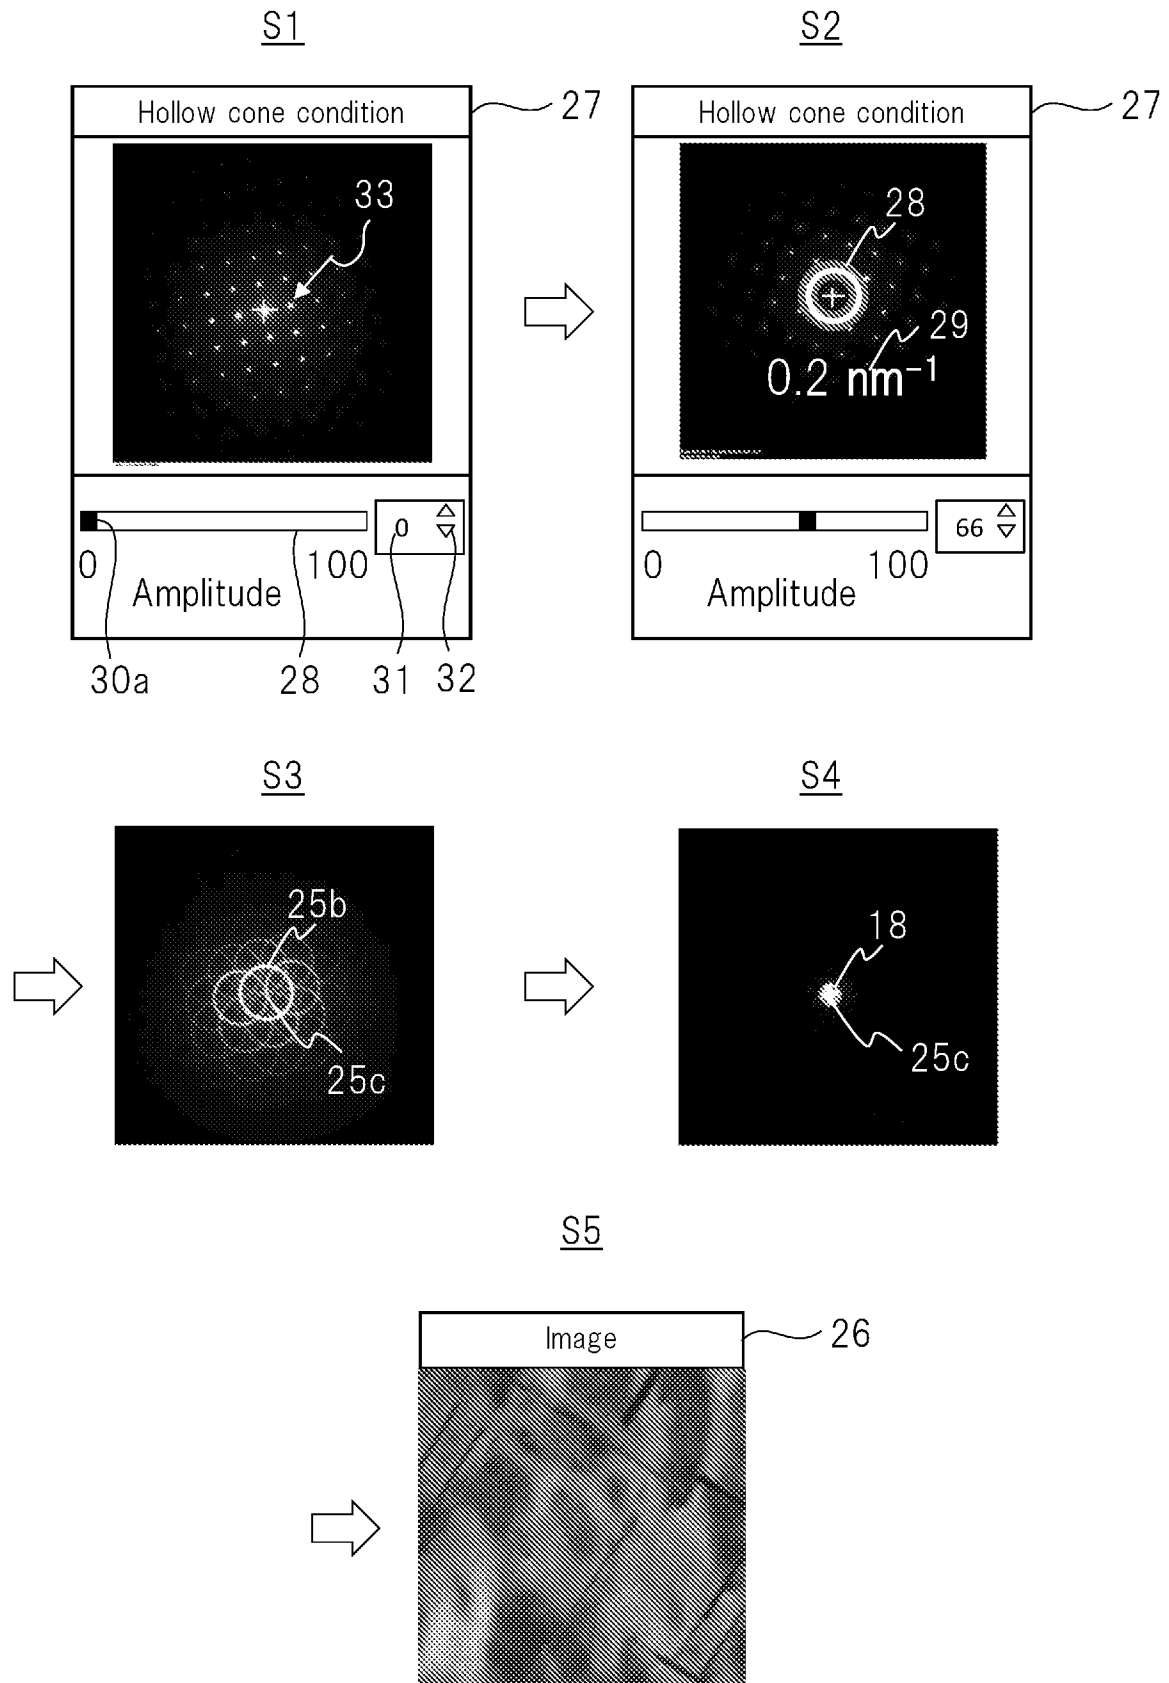 S1
S2
Hollow cone condition
27
Hollow cone condition
27
33
28
29
0.2 nm⁻¹
0
0
100
Amplitude
66
0
100
Amplitude
30a
28
31
32
S3
S4
25b
25c
18
25c
S5
Image
26